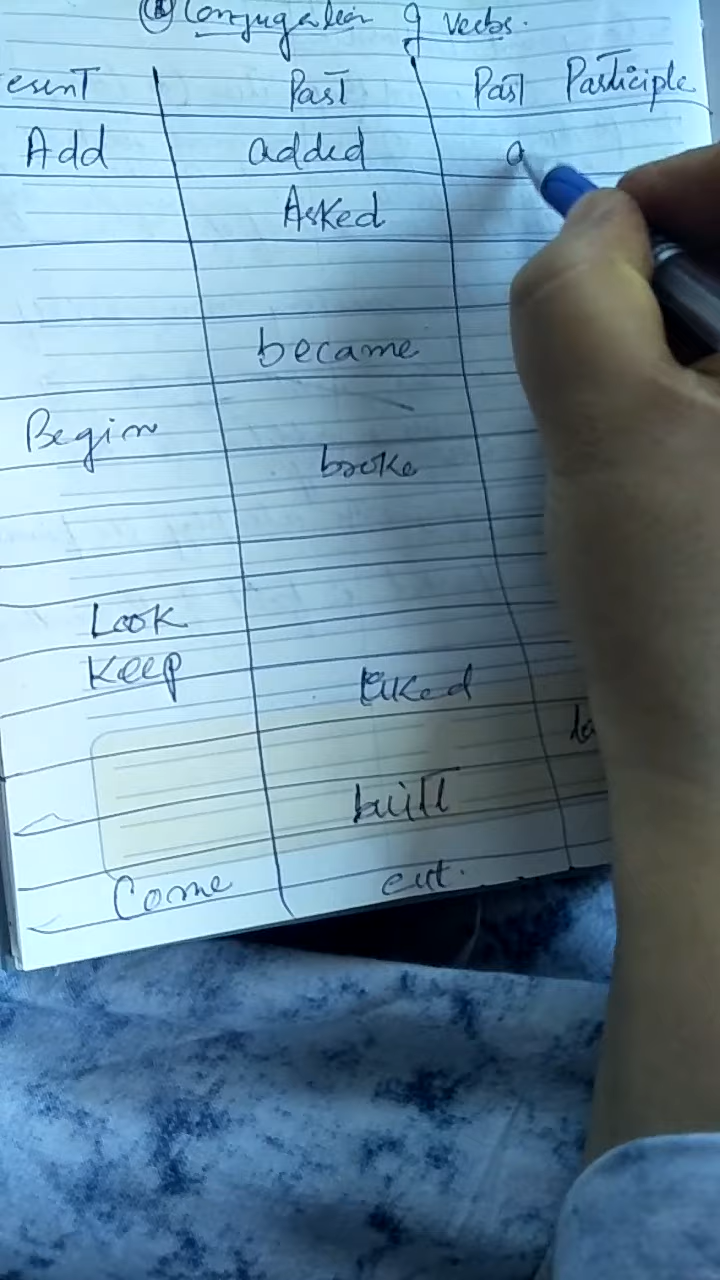 Conjugation of verbs.
esent Past Past Participle
Add added a
Asked
became
Begin
broke
Look
Keep liked
built
Come cut.